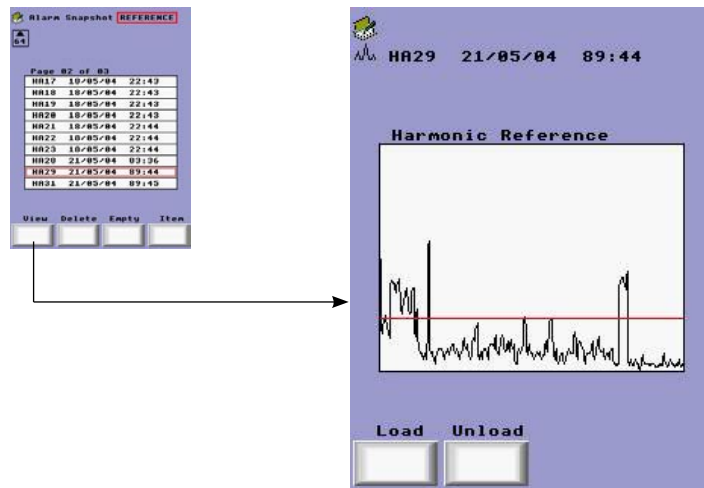 Alarm Snapshot REFERENCE
64
Page 02 of 03
HA17 18/05/04 22:43
HA18 18/05/04 22:43
HA19 18/05/04 22:43
HA20 18/05/04 22:43
HA21 18/05/04 22:44
HA22 18/05/04 22:44
HA23 18/05/04 22:44
HA28 21/05/04 03:36
HA29 21/05/04 09:44
HA31 21/05/04 09:45
View Delete Empty Item
HA29 21/05/04 09:44
Harmonic Reference
Load Unload